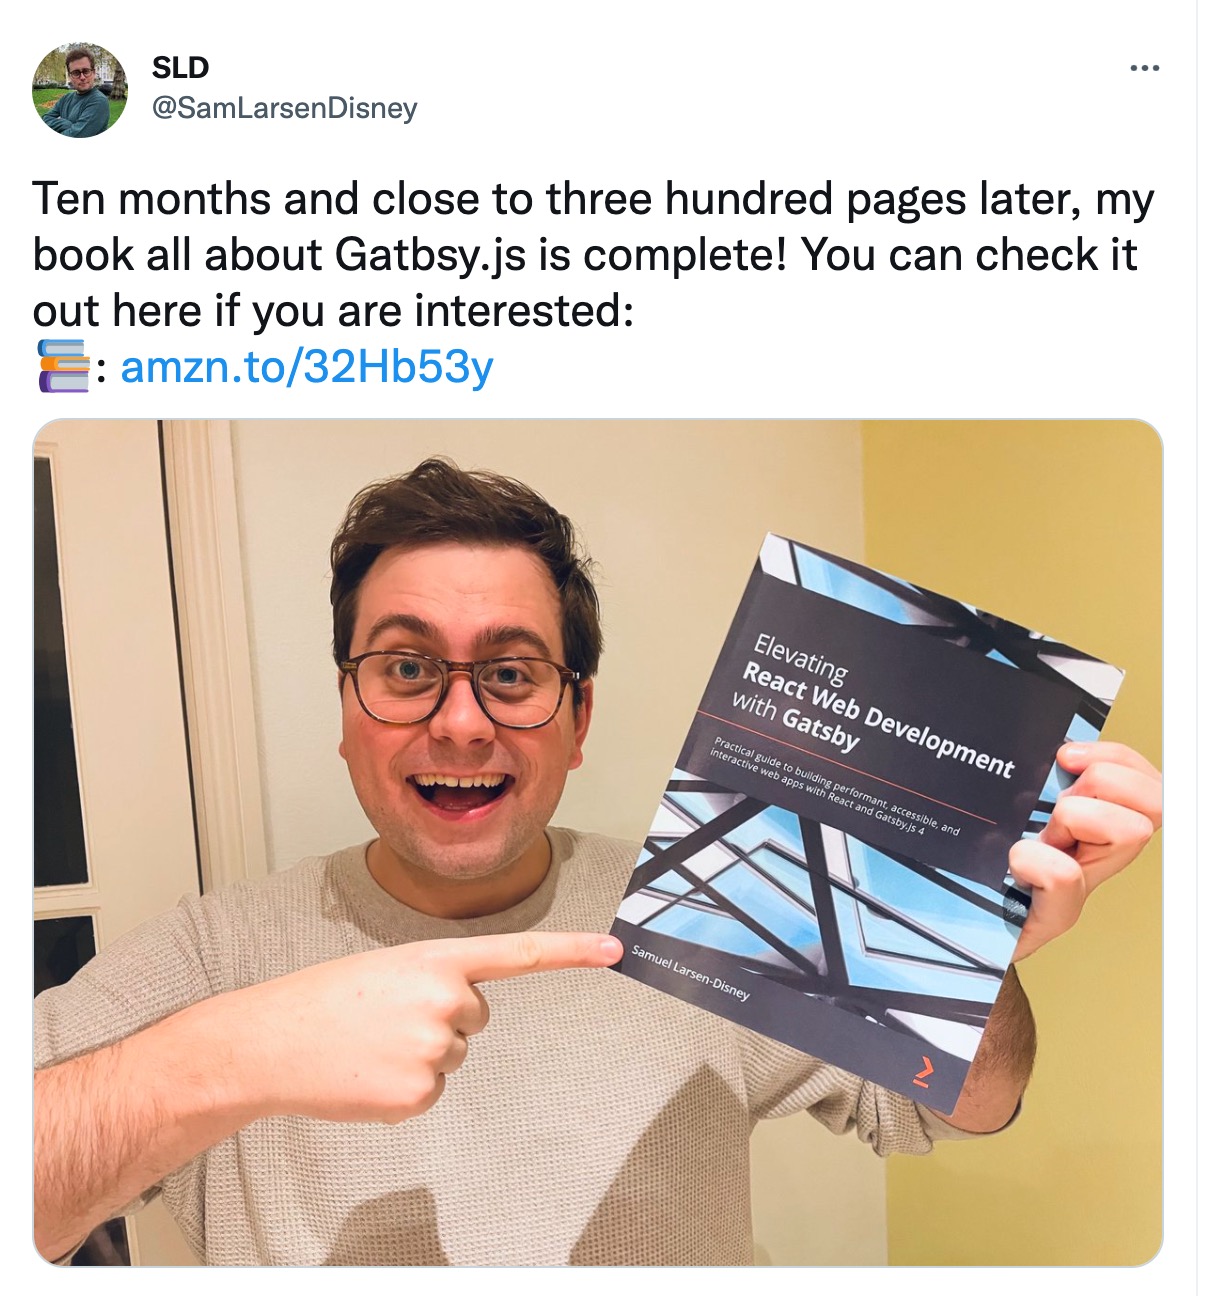 SLD
@SamLarsenDisney
Ten months and close to three hundred pages later, my
book all about Gatbsy.js is complete! You can check it
out here if you are interested:
📚: amzn.to/32Hb53y
Elevating
React Web Development
with Gatsby
Practical guide to building performant, accessible, and
interactive web apps with React and Gatsby.js 4
Samuel Larsen-Disney